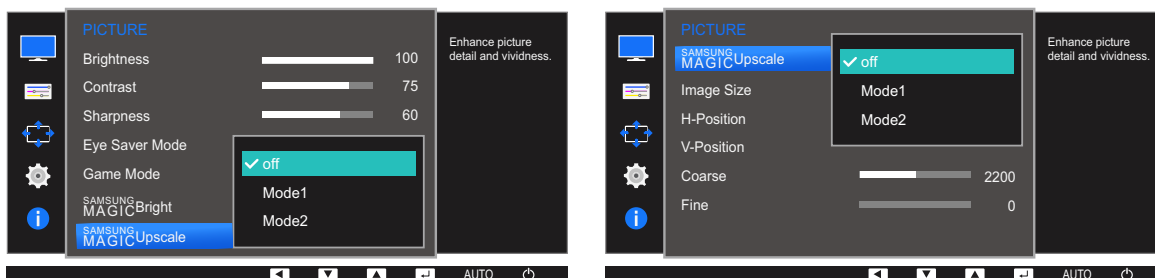 PICTURE
Brightness 100
Contrast 75
Sharpness 60
Eye Saver Mode
Game Mode
SAMSUNG
MAGICBright
SAMSUNG
MAGICUpscale
off
Mode1
Mode2
Enhance picture
detail and vividness.
AUTO
PICTURE
SAMSUNG
MAGICUpscale
Image Size
H-Position
V-Position
Coarse 2200
Fine 0
off
Mode1
Mode2
Enhance picture
detail and vividness.
AUTO